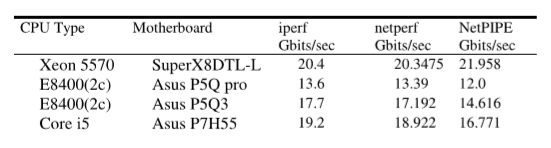 CPU Type Motherboard iperf netperf NetPIPE
Gbits/sec Gbits/sec Gbits/sec
Xeon 5570 SuperX8DTL-L 20.4 20.3475 21.958
E8400(2c) Asus P5Q pro 13.6 13.39 12.0
E8400(2c) Asus P5Q3 17.7 17.192 14.616
Core i5 Asus P7H55 19.2 18.922 16.771